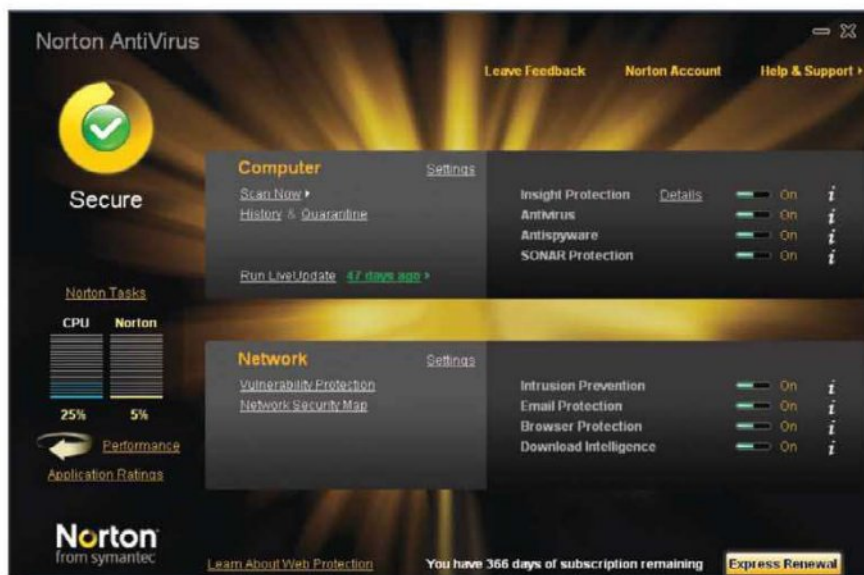 Norton AntiVirus
Leave Feedback Norton Account Help & Support
Secure
Computer Settings
Scan Now
History & Quarantine
Run LiveUpdate 47 days ago
Insight Protection Details On i
Antivirus On i
Antispyware On i
SONAR Protection On i
Norton Tasks
CPU Norton
25% 5%
Performance
Application Ratings
Network Settings
Vulnerability Protection
Network Security Map
Intrusion Prevention On i
Email Protection On i
Browser Protection On i
Download Intelligence On i
Norton
from symantec
Learn About Web Protection
You have 366 days of subscription remaining
Express Renewal